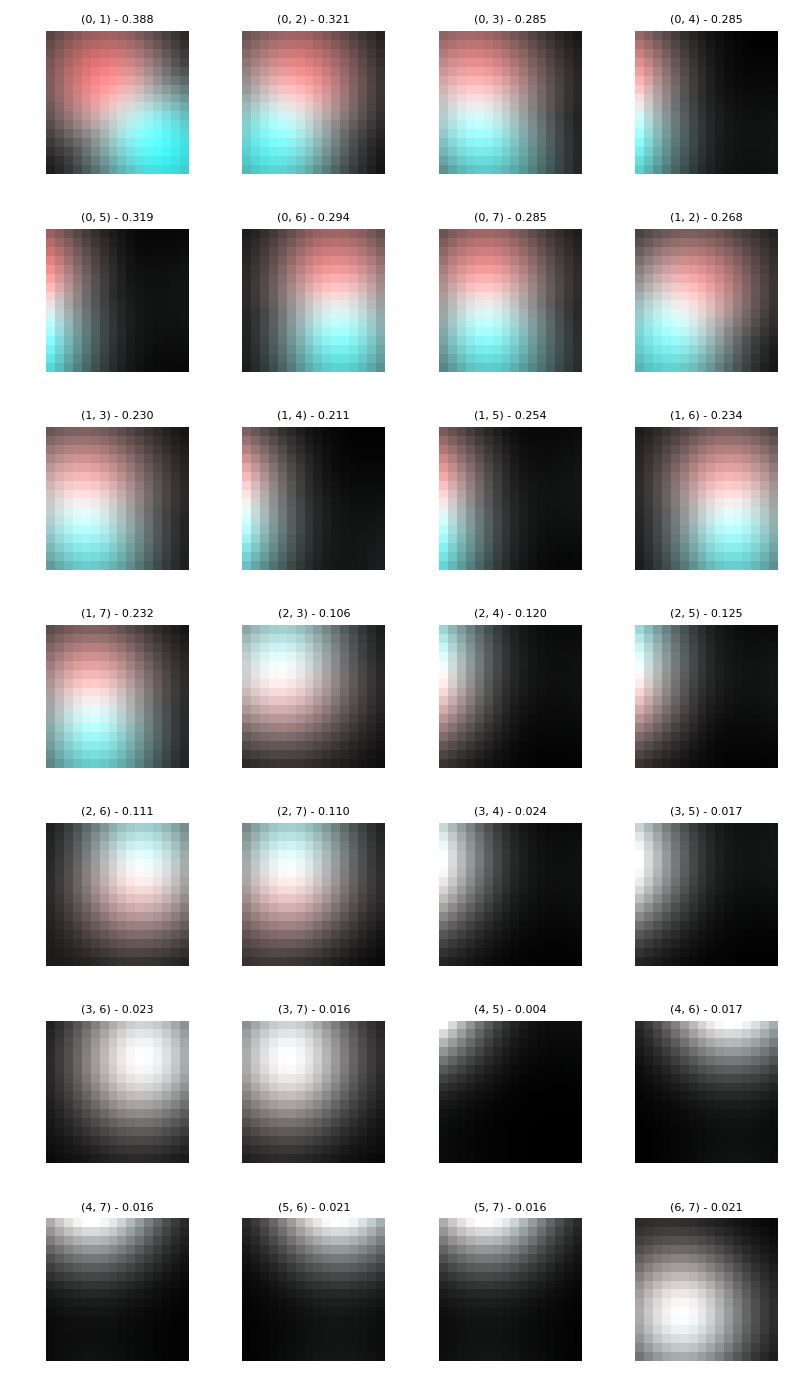 (0, 1) - 0.388 (0, 2) - 0.321 (0, 3) - 0.285 (0, 4) - 0.285
(0, 5) - 0.319 (0, 6) - 0.294 (0, 7) - 0.285 (1, 2) - 0.268
(1, 3) - 0.230 (1, 4) - 0.211 (1, 5) - 0.254 (1, 6) - 0.234
(1, 7) - 0.232 (2, 3) - 0.106 (2, 4) - 0.120 (2, 5) - 0.125
(2, 6) - 0.111 (2, 7) - 0.110 (3, 4) - 0.024 (3, 5) - 0.017
(3, 6) - 0.023 (3, 7) - 0.016 (4, 5) - 0.004 (4, 6) - 0.017
(4, 7) - 0.016 (5, 6) - 0.021 (5, 7) - 0.016 (6, 7) - 0.021